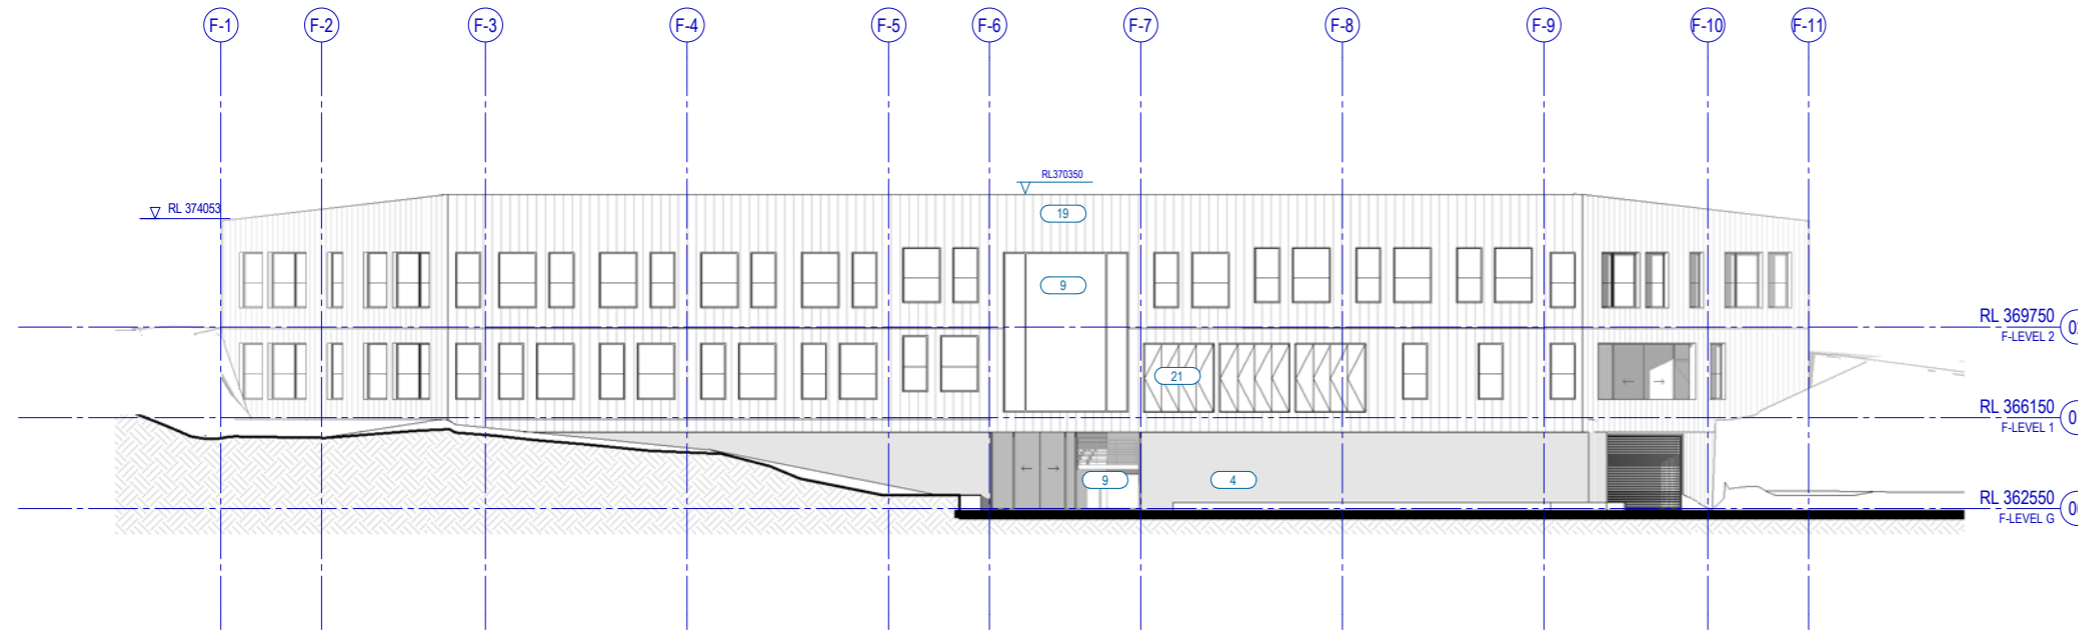 F-1 F-2 F-3 F-4 F-5 F-6 F-7 F-8 F-9 F-10 F-11
RL370350
RL 374053
19
9
RL 369750
F-LEVEL 2
21
RL 366150
F-LEVEL 1
9
4
RL 362550
F-LEVEL G